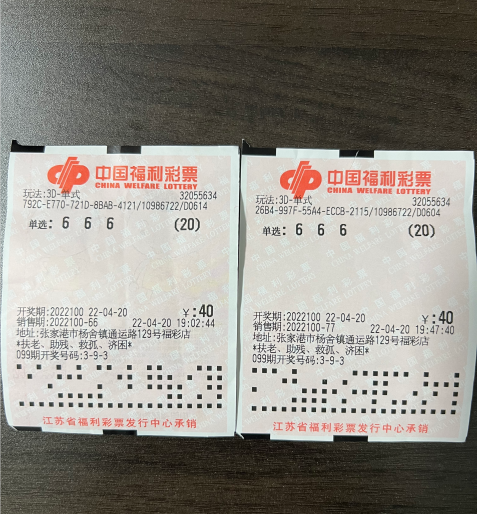 中国福利彩票
CHINA WELFARE LOTTERY
玩法:3D-单式 32055634
792C-E770-721D-8BAB-4121/10986722/D0614
单选: 6 6 6 (20)
开奖期:2022100 22-04-20 ¥:40
销售期:2022100-66 22-04-20 19:02:44
地址:张家港市杨舍镇通运路129号福彩店
*扶老、助残、救孤、济困*
099期开奖号码:3-9-3
江苏省福利彩票发行中心承销
中国福利彩票
CHINA WELFARE LOTTERY
玩法:3D-单式 32055634
26B4-997F-55A4-ECCB-2115/10986722/D0604
单选: 6 6 6 (20)
开奖期:2022100 22-04-20 ¥:40
销售期:2022100-77 22-04-20 19:47:40
地址:张家港市杨舍镇通运路129号福彩店
*扶老、助残、救孤、济困*
099期开奖号码:3-9-3
江苏省福利彩票发行中心承销